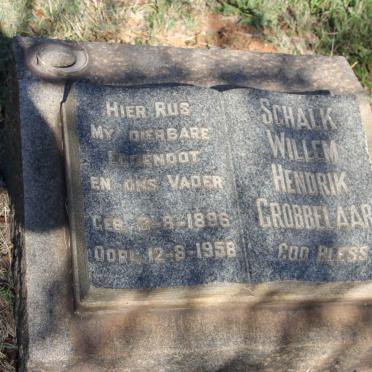 HIER RUS
MY DIERBARE
EGGENOOT
EN ONS VADER
GEB. 9-8-1896
OORL. 12-8-1958
SCHALK
WILLEM
HENDRIK
GROBBELAAR
GOD BLESS